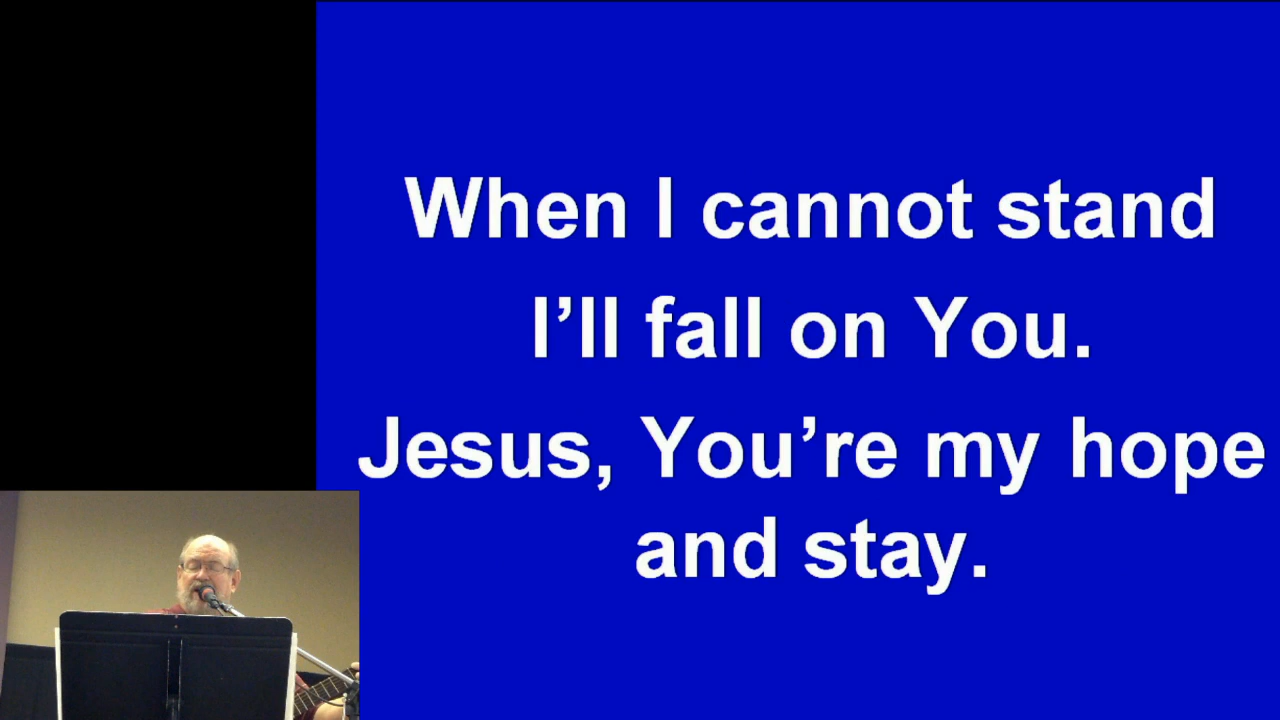 When I cannot stand
I’ll fall on You.
Jesus, You’re my hope
and stay.